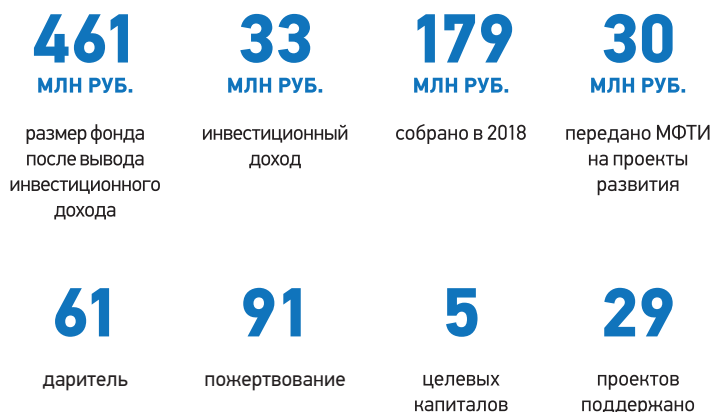 461
МЛН РУБ.
размер фонда
после вывода
инвестиционного
дохода
33
МЛН РУБ.
инвестиционный
доход
179
МЛН РУБ.
собрано в 2018
30
МЛН РУБ.
передано МФТИ
на проекты
развития
61
даритель
91
пожертвование
5
целевых
капиталов
29
проектов
поддержано